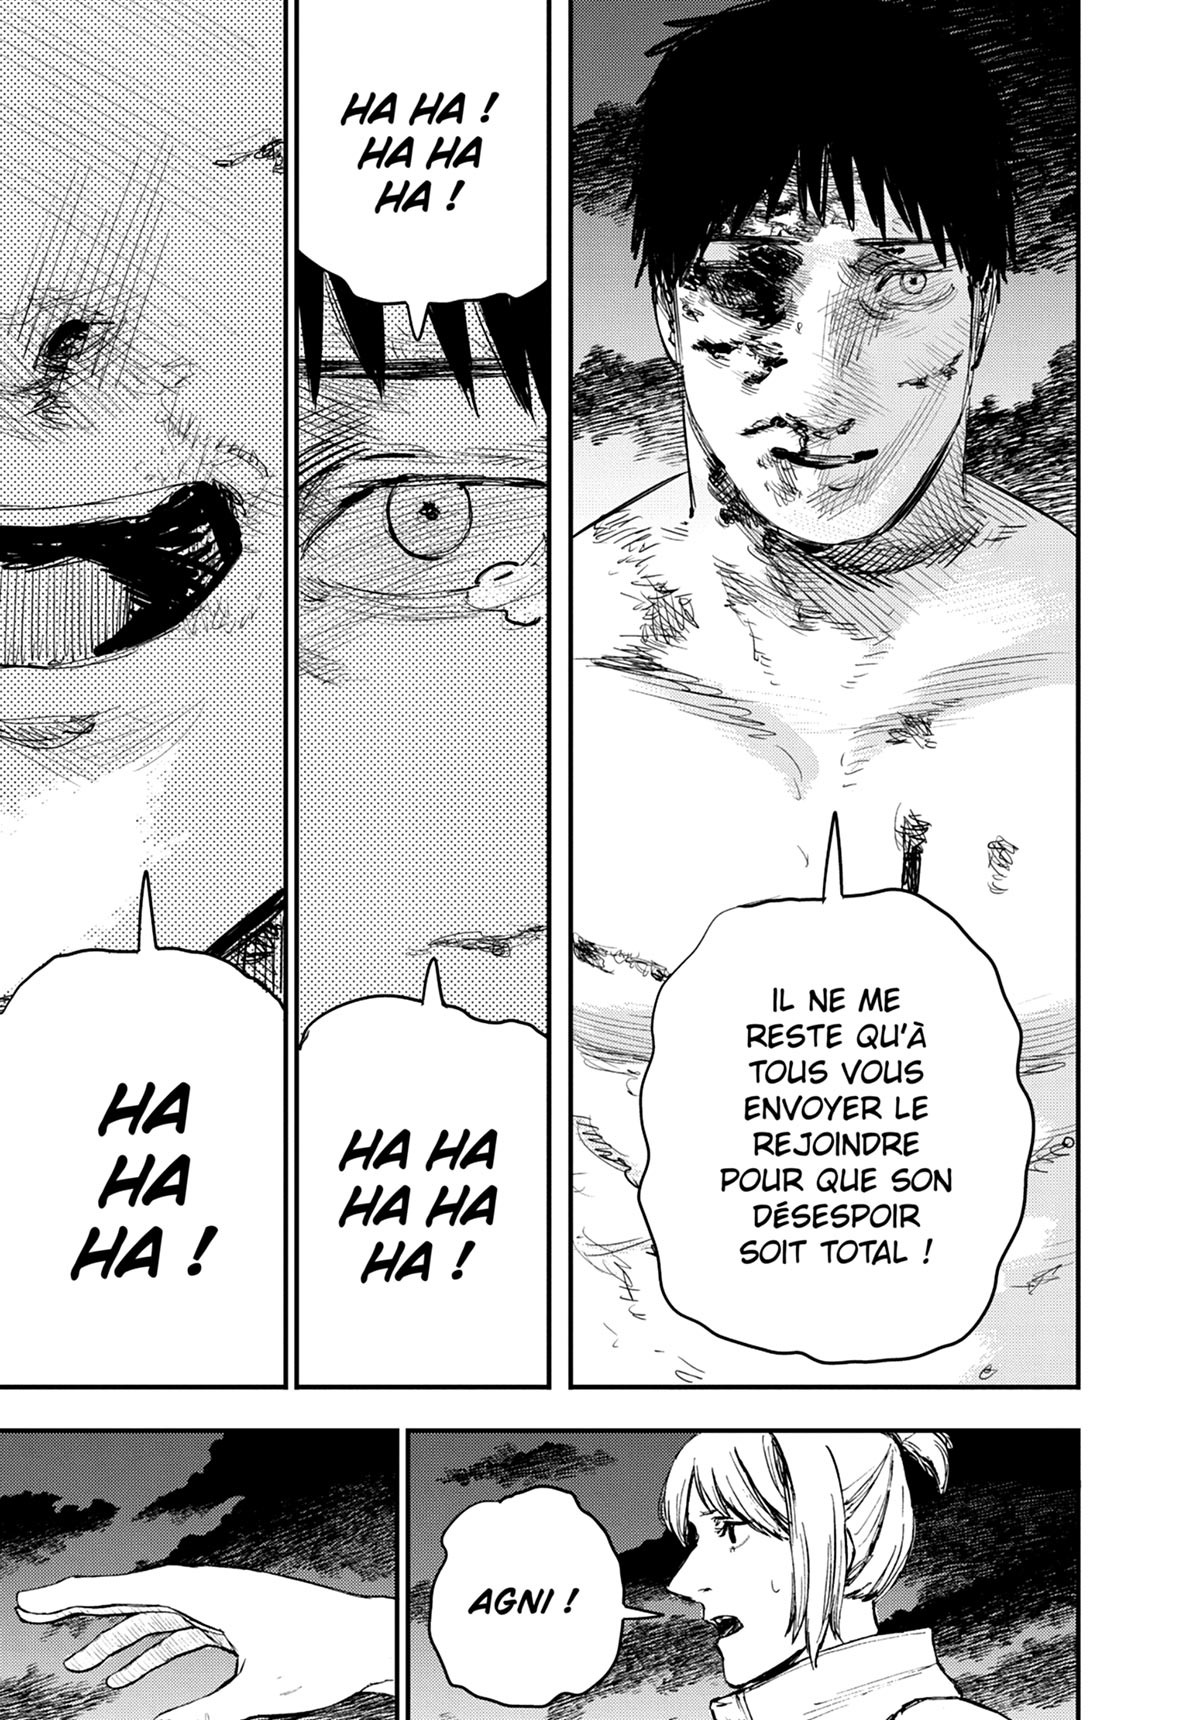 IL NE ME
RESTE QU'À
TOUS VOUS
ENVOYER LE
REJOINDRE
POUR QUE SON
DÉSESPOIR
SOIT TOTAL !
HA HA !
HA HA
HA !
HA HA
HA HA
HA !
HA
HA
HA !
AGNI !